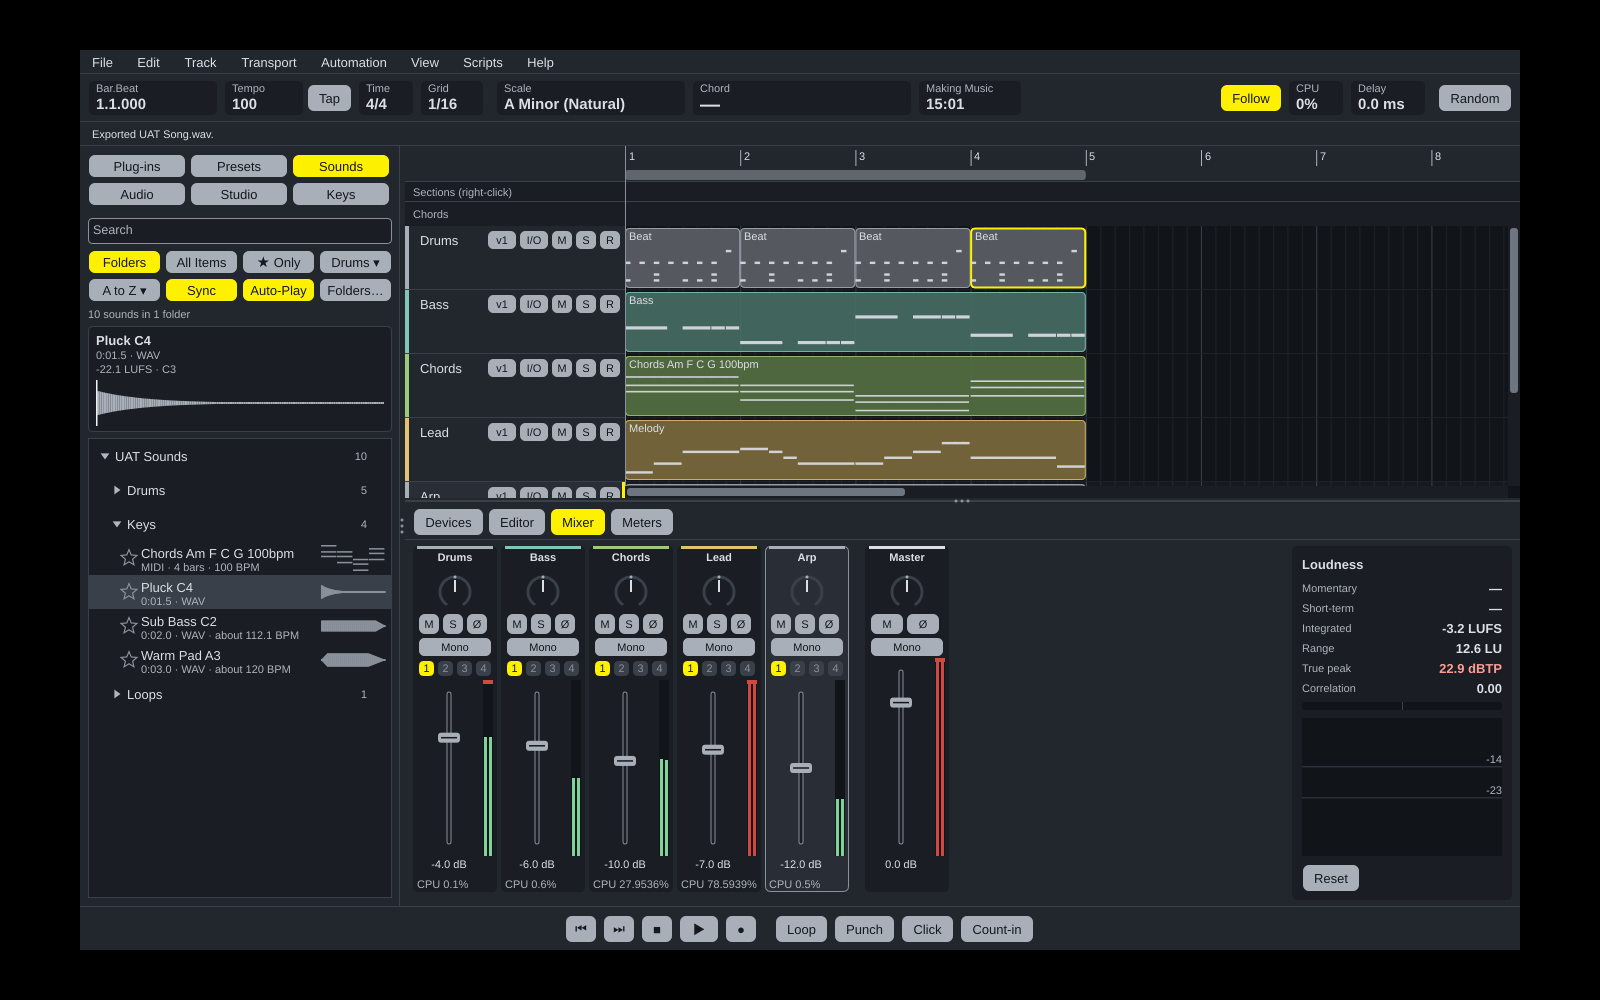 File Edit Track Transport Automation View Scripts Help
Bar.Beat Tempo Time Grid Scale Chord Making Music CPU Delay
1.1.000 100 Tap 4/4 1/16 A Minor (Natural) — 15:01 Follow 0% 0.0 ms Random
Exported UAT Song.wav.
Plug-ins Presets Sounds
Audio Studio Keys
Search
Folders All Items ★ Only Drums ▾
A to Z ▾ Sync Auto-Play Folders…
10 sounds in 1 folder
Pluck C4
0:01.5 · WAV
-22.1 LUFS · C3
UAT Sounds 10
Drums 5
Keys 4
Chords Am F C G 100bpm
MIDI · 4 bars · 100 BPM
Pluck C4
0:01.5 · WAV
Sub Bass C2
0:02.0 · WAV · about 112.1 BPM
Warm Pad A3
0:03.0 · WAV · about 120 BPM
Loops 1
1 2 3 4 5 6 7 8
Sections (right-click)
Chords
Drums v1 I/O M S R Beat Beat Beat Beat
Bass v1 I/O M S R Bass
Chords v1 I/O M S R Chords Am F C G 100bpm
Lead v1 I/O M S R Melody
Arp v1 I/O M S R
Devices Editor Mixer Meters
Drums Bass Chords Lead Arp Master
M S Ø M S Ø M S Ø M S Ø M S Ø M Ø
Mono Mono Mono Mono Mono Mono
1 2 3 4 1 2 3 4 1 2 3 4 1 2 3 4 1 2 3 4
-4.0 dB -6.0 dB -10.0 dB -7.0 dB -12.0 dB 0.0 dB
CPU 0.1% CPU 0.6% CPU 27.9536% CPU 78.5939% CPU 0.5%
Loudness
Momentary —
Short-term —
Integrated -3.2 LUFS
Range 12.6 LU
True peak 22.9 dBTP
Correlation 0.00
-14
-23
Reset
Loop Punch Click Count-in